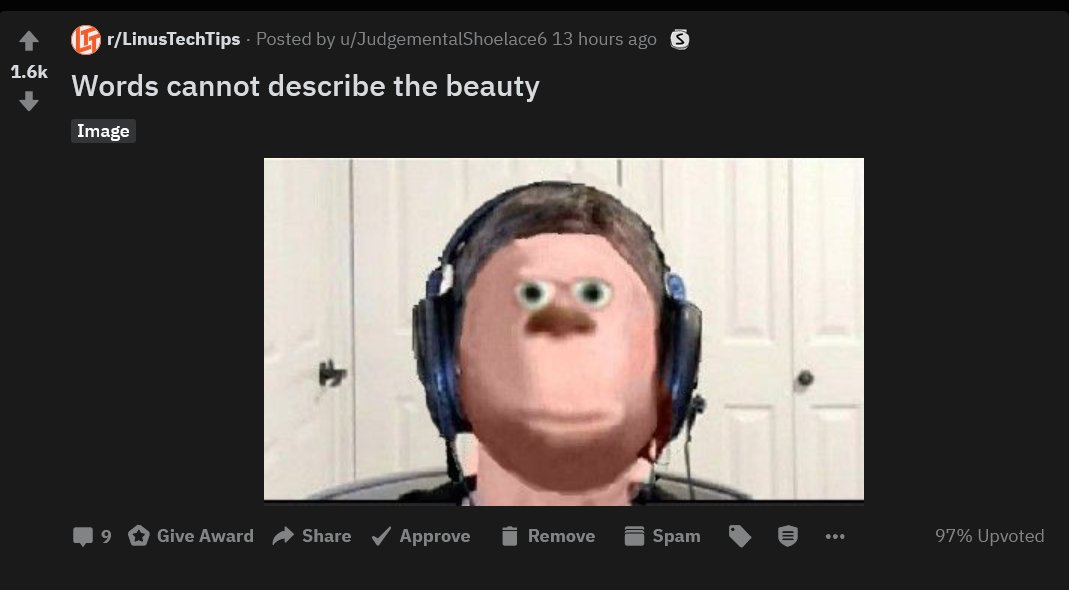 r/LinusTechTips · Posted by u/JudgementalShoelace6 13 hours ago
1.6k
Words cannot describe the beauty
Image
9 Give Award Share Approve Remove Spam ••• 97% Upvoted